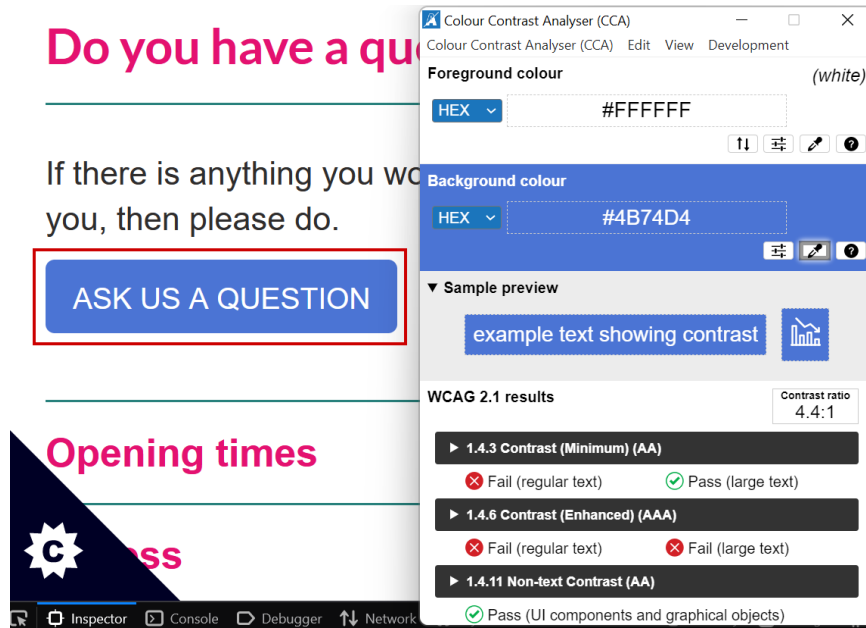 Do you have a qu
If there is anything you wo
you, then please do.
ASK US A QUESTION
Opening times
ss
C
Inspector
Console
Debugger
Network
Colour Contrast Analyser (CCA)
Colour Contrast Analyser (CCA) Edit View Development
Foreground colour
(white)
HEX
#FFFFFF
Background colour
HEX
#4B74D4
Sample preview
example text showing contrast
WCAG 2.1 results
Contrast ratio
4.4:1
1.4.3 Contrast (Minimum) (AA)
Fail (regular text) Pass (large text)
1.4.6 Contrast (Enhanced) (AAA)
Fail (regular text) Fail (large text)
1.4.11 Non-text Contrast (AA)
Pass (UI components and graphical objects)